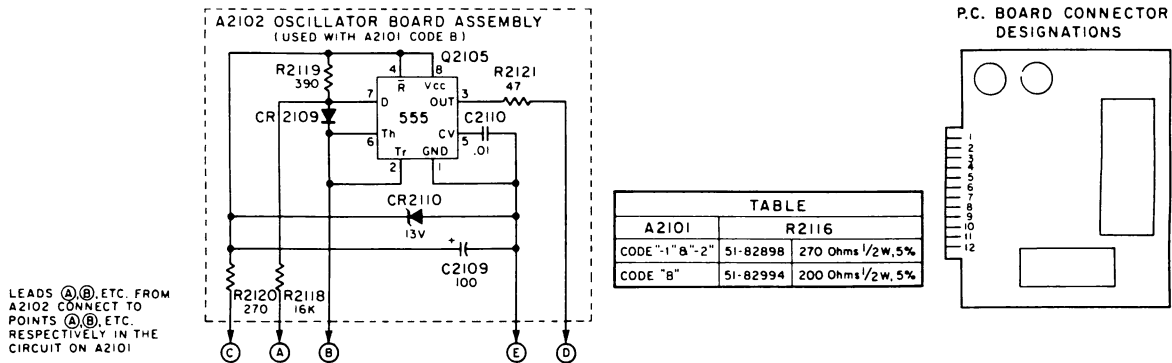 A2102 OSCILLATOR BOARD ASSEMBLY
(USED WITH A2101 CODE B)
Q2105
R2119
390
4
8
R
Vcc
R2121
47
7
D
OUT
3
CR 2109
555
C2110
.01
6
Th
CV
5
Tr
GND
2
1
CR2110
13V
+
C2109
100
R2120
270
R2118
16K
LEADS A, B, ETC. FROM
A2102 CONNECT TO
POINTS A, B, ETC.
RESPECTIVELY IN THE
CIRCUIT ON A2101
C
A
B
E
D
TABLE
A2101 R2116
CODE "-1" & "-2" 51-82898 270 Ohms 1/2W, 5%
CODE "B" 51-82994 200 Ohms 1/2W, 5%
P.C. BOARD CONNECTOR
DESIGNATIONS
1
2
3
4
5
6
7
8
9
10
11
12